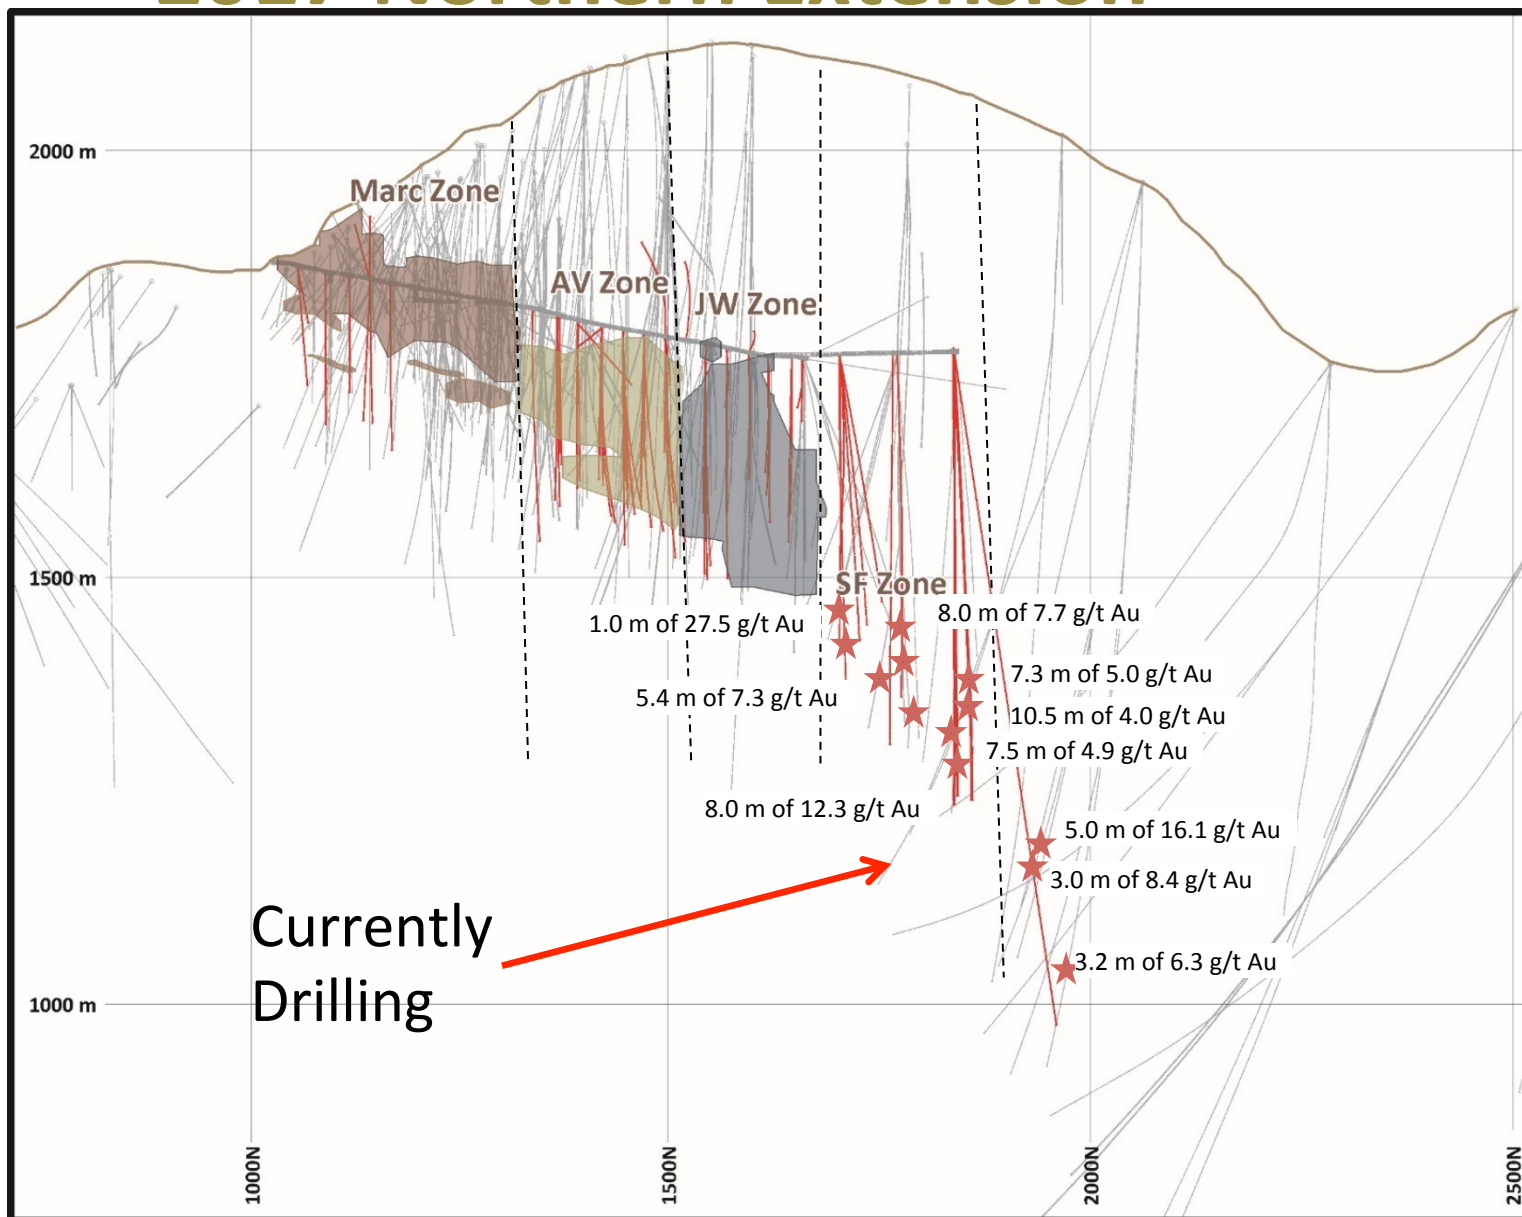 2017 Northern Extension
2000 m
Marc Zone
AV Zone
JW Zone
1500 m
SF Zone
1.0 m of 27.5 g/t Au
8.0 m of 7.7 g/t Au
7.3 m of 5.0 g/t Au
5.4 m of 7.3 g/t Au
10.5 m of 4.0 g/t Au
7.5 m of 4.9 g/t Au
8.0 m of 12.3 g/t Au
5.0 m of 16.1 g/t Au
3.0 m of 8.4 g/t Au
Currently
Drilling
3.2 m of 6.3 g/t Au
1000 m
1000N
1500N
2000N
2500N